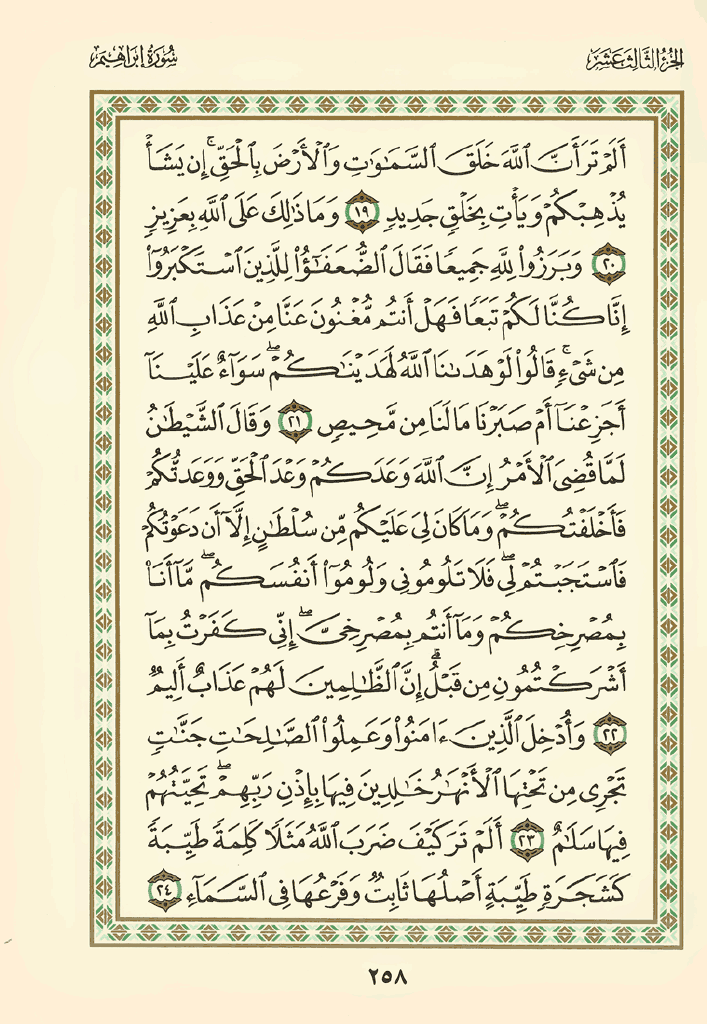 الجزء الثالث عشر
سورة إبراهيم
أَلَمْ تَرَ أَنَّ ٱللَّهَ خَلَقَ ٱلسَّمَٰوَٰتِ وَٱلْأَرْضَ بِٱلْحَقِّ ۚ إِن يَشَأْ
يُذْهِبْكُمْ وَيَأْتِ بِخَلْقٍ جَدِيدٍ ١٩ وَمَا ذَٰلِكَ عَلَى ٱللَّهِ بِعَزِيزٍ
٢٠ وَبَرَزُوا۟ لِلَّهِ جَمِيعًا فَقَالَ ٱلضُّعَفَٰٓؤُا۟ لِلَّذِينَ ٱسْتَكْبَرُوٓا۟
إِنَّا كُنَّا لَكُمْ تَبَعًا فَهَلْ أَنتُم مُّغْنُونَ عَنَّا مِنْ عَذَابِ ٱللَّهِ
مِن شَىْءٍ ۚ قَالُوا۟ لَوْ هَدَىٰنَا ٱللَّهُ لَهَدَيْنَٰكُمْ ۖ سَوَآءٌ عَلَيْنَآ
أَجَزِعْنَآ أَمْ صَبَرْنَا مَا لَنَا مِن مَّحِيصٍ ٢١ وَقَالَ ٱلشَّيْطَٰنُ
لَمَّا قُضِىَ ٱلْأَمْرُ إِنَّ ٱللَّهَ وَعَدَكُمْ وَعْدَ ٱلْحَقِّ وَوَعَدتُّكُمْ
فَأَخْلَفْتُكُمْ ۖ وَمَا كَانَ لِىَ عَلَيْكُم مِّن سُلْطَٰنٍ إِلَّآ أَن دَعَوْتُكُمْ
فَٱسْتَجَبْتُمْ لِى ۖ فَلَا تَلُومُونِى وَلُومُوٓا۟ أَنفُسَكُم ۖ مَّآ أَنَا۠
بِمُصْرِخِكُمْ وَمَآ أَنتُم بِمُصْرِخِىَّ ۖ إِنِّى كَفَرْتُ بِمَآ
أَشْرَكْتُمُونِ مِن قَبْلُ ۗ إِنَّ ٱلظَّٰلِمِينَ لَهُمْ عَذَابٌ أَلِيمٌ
٢٢ وَأُدْخِلَ ٱلَّذِينَ ءَامَنُوا۟ وَعَمِلُوا۟ ٱلصَّٰلِحَٰتِ جَنَّٰتٍ
تَجْرِى مِن تَحْتِهَا ٱلْأَنْهَٰرُ خَٰلِدِينَ فِيهَا بِإِذْنِ رَبِّهِمْ ۖ تَحِيَّتُهُمْ
فِيهَا سَلَٰمٌ ٢٣ أَلَمْ تَرَ كَيْفَ ضَرَبَ ٱللَّهُ مَثَلًا كَلِمَةً طَيِّبَةً
كَشَجَرَةٍ طَيِّبَةٍ أَصْلُهَا ثَابِتٌ وَفَرْعُهَا فِى ٱلسَّمَآءِ ٢٤
٢٥٨